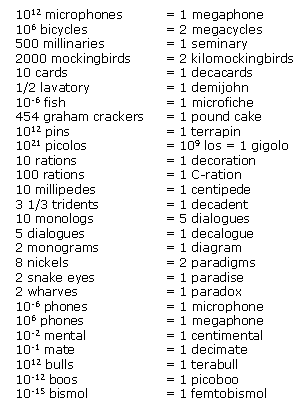 10¹² microphones = 1 megaphone
10⁶ bicycles = 2 megacycles
500 millinaries = 1 seminary
2000 mockingbirds = 2 kilomockingbirds
10 cards = 1 decacards
1/2 lavatory = 1 demijohn
10⁻⁶ fish = 1 microfiche
454 graham crackers = 1 pound cake
10¹² pins = 1 terrapin
10²¹ picolos = 10⁹ los = 1 gigolo
10 rations = 1 decoration
100 rations = 1 C-ration
10 millipedes = 1 centipede
3 1/3 tridents = 1 decadent
10 monologs = 5 dialogues
5 dialogues = 1 decalogue
2 monograms = 1 diagram
8 nickels = 2 paradigms
2 snake eyes = 1 paradise
2 wharves = 1 paradox
10⁻⁶ phones = 1 microphone
10⁶ phones = 1 megaphone
10⁻² mental = 1 centimental
10⁻¹ mate = 1 decimate
10¹² bulls = 1 terabull
10⁻¹² boos = 1 picoboo
10⁻¹⁵ bismol = 1 femtobismol